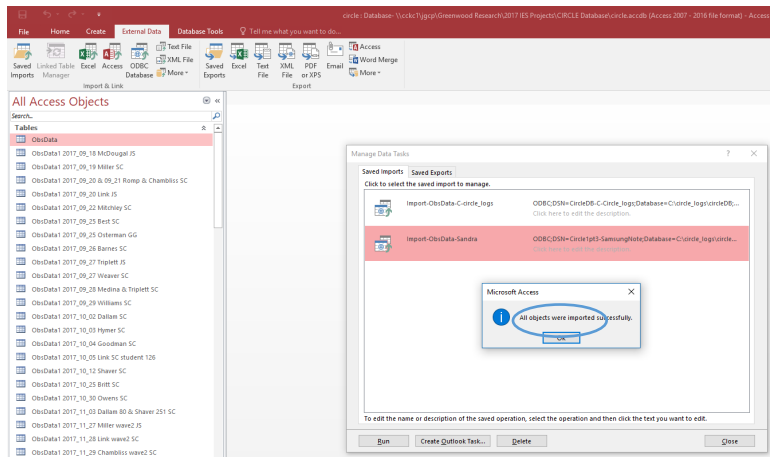 circle : Database- \\cckc1\jgcp\Greenwood Research\2017 IES Projects\CIRCLE Database\circle.accdb (Access 2007 - 2016 file format) - Access
File Home Create External Data Database Tools Tell me what you want to do...
Saved Imports
Linked Table Manager
Excel
Access
ODBC Database
Text File
XML File
More
Saved Exports
Excel
Text File
XML File
PDF or XPS
Email
Access
Word Merge
More
Import & Link
Export
All Access Objects
Search...
Tables
ObsData
ObsData1 2017_09_18 McDougal JS
ObsData1 2017_09_19 Miller SC
ObsData1 2017_09_20 & 09_21 Romp & Chambliss SC
ObsData1 2017_09_20 Link JS
ObsData1 2017_09_22 Mitchley SC
ObsData1 2017_09_25 Best SC
ObsData1 2017_09_25 Osterman GG
ObsData1 2017_09_26 Barnes SC
ObsData1 2017_09_27 Triplett JS
ObsData1 2017_09_27 Weaver SC
ObsData1 2017_09_28 Medina & Triplett SC
ObsData1 2017_09_29 Williams SC
ObsData1 2017_10_02 Dallam SC
ObsData1 2017_10_03 Hymer SC
ObsData1 2017_10_04 Goodman SC
ObsData1 2017_10_05 Link SC student 126
ObsData1 2017_10_12 Shaver SC
ObsData1 2017_10_25 Britt SC
ObsData1 2017_10_30 Owens SC
ObsData1 2017_11_03 Dallam 80 & Shaver 251 SC
ObsData1 2017_11_27 Miller wave2 JS
ObsData1 2017_11_28 Link wave2 SC
ObsData1 2017_11_29 Chambliss wave2 SC
Manage Data Tasks
Saved Imports Saved Exports
Click to select the saved import to manage.
Import-ObsData-C-circle_logs ODBC;DSN=CircleDB-C-Circle_logs;Database=C:\circle_logs\circleDB;...
Click here to edit the description.
Import-ObsData-Sandra ODBC;DSN=Circle1pt3-SamsungNote;Database=C:\circle_logs\circle...
Click here to edit the description.
Microsoft Access
All objects were imported successfully.
OK
To edit the name or description of the saved operation, select the operation and then click the text you want to edit.
Run Create Outlook Task... Delete Close